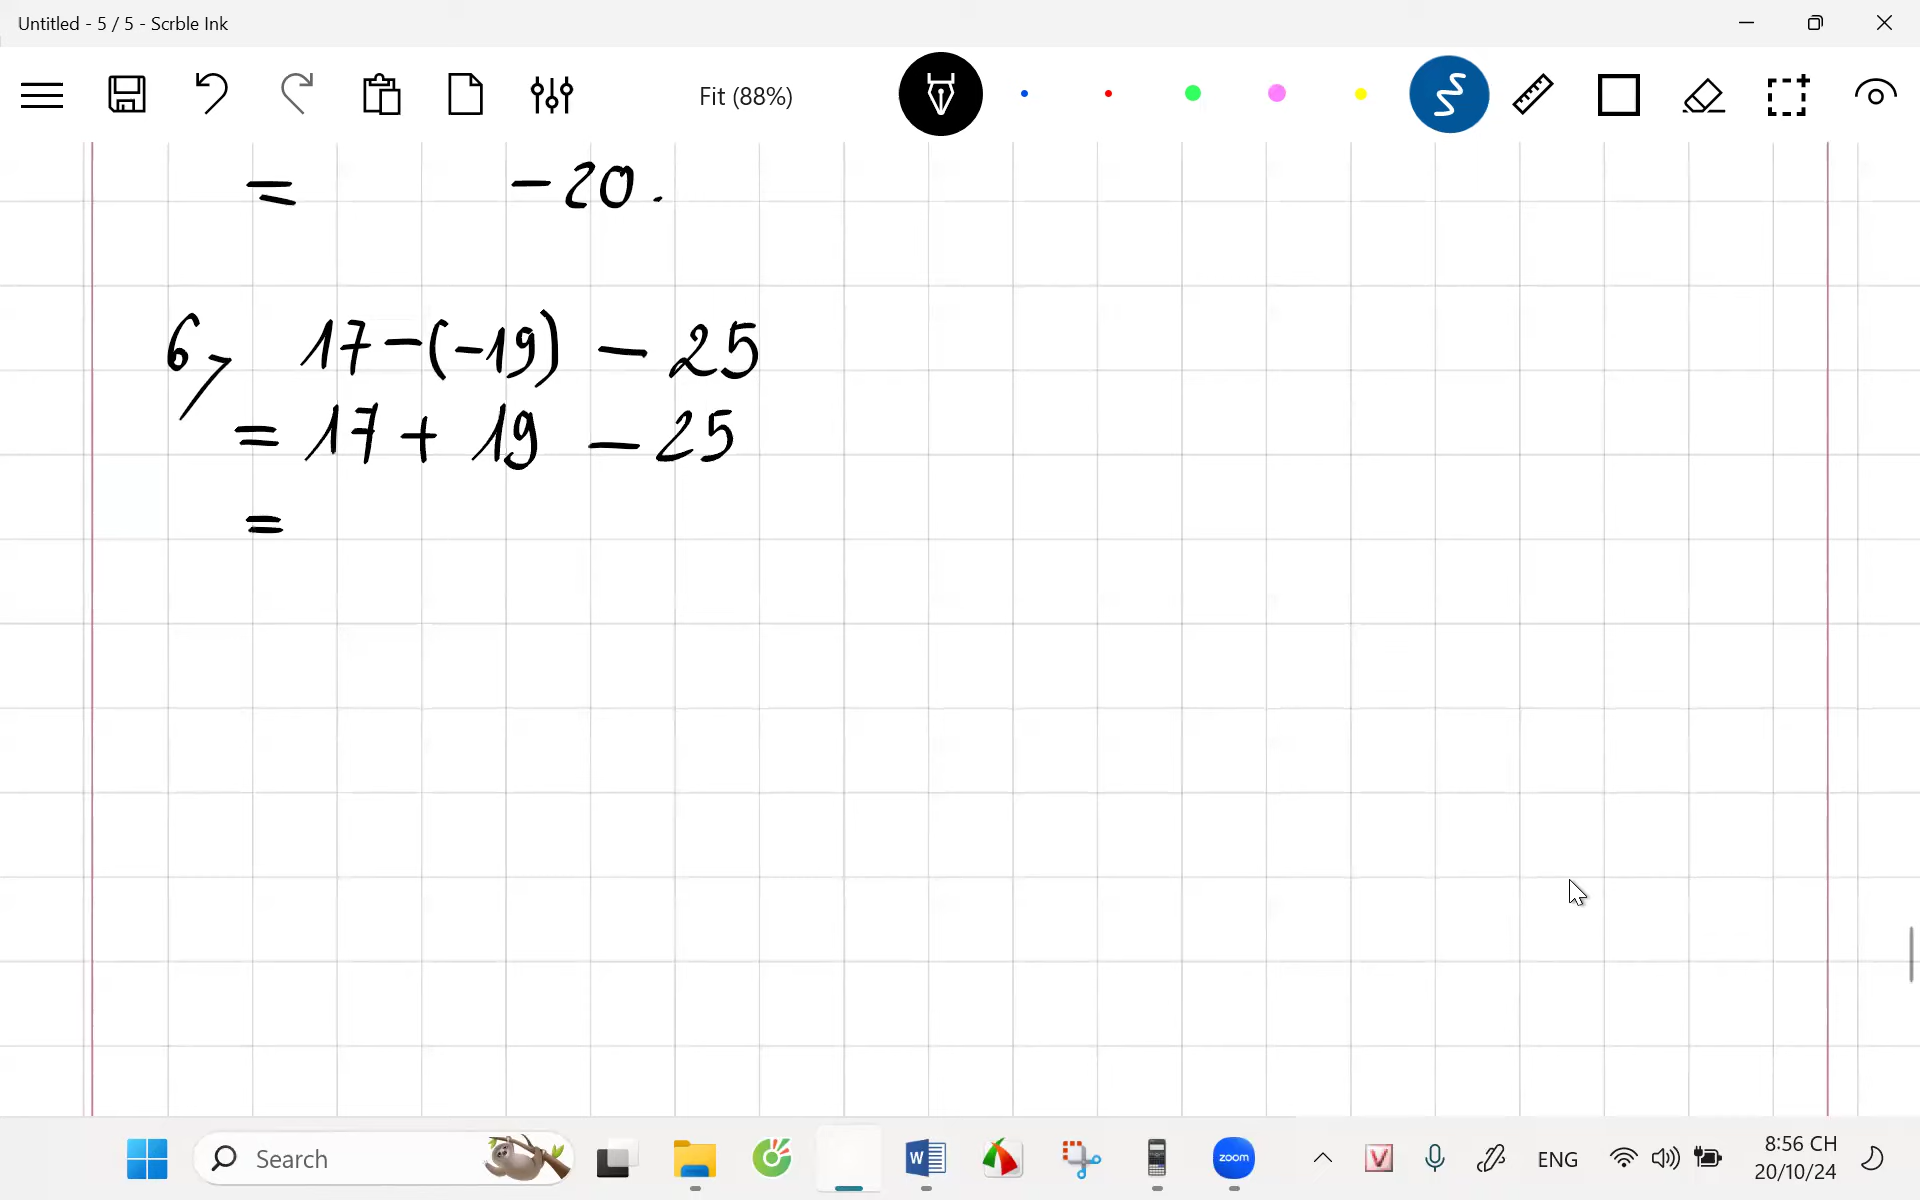 Untitled - 5 / 5 - Scrble Ink
Fit (88%)
= -20.
6/ 17-(-19) - 25
= 17 + 19 - 25
=
Search
W
zoom
V
ENG
8:56 CH
20/10/24